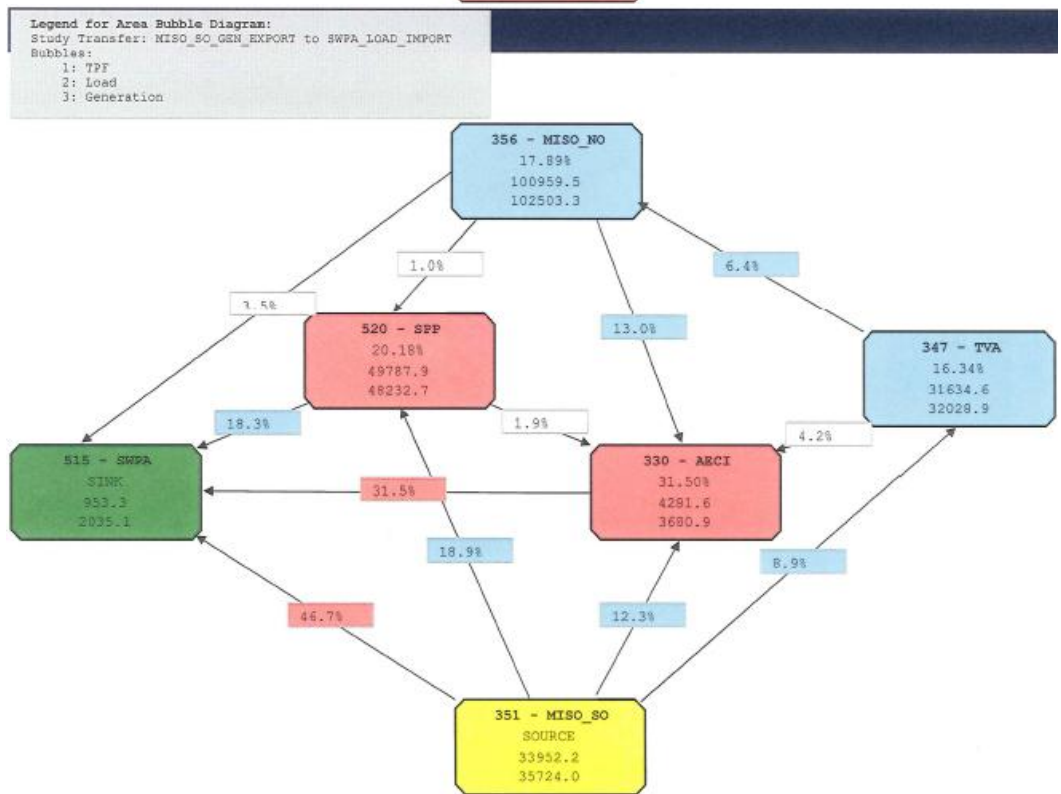 Legend for Area Bubble Diagram:
Study Transfer: MISO_SO_GEN_EXPORT to SWPA_LOAD_IMPORT
Bubbles:
1: TPF
2: Load
3: Generation
356 - MISO_NO
17.89%
100959.5
102503.3
1.0%
6.4%
3.5%
13.0%
520 - SPP
20.18%
49787.9
48232.7
347 - TVA
16.34%
31634.6
32028.9
18.3%
1.9%
4.2%
515 - SWPA
SINK
953.3
2035.1
31.5%
330 - AECI
31.50%
4281.6
3680.9
18.9%
8.9%
46.7%
12.3%
351 - MISO_SO
SOURCE
33952.2
35724.0